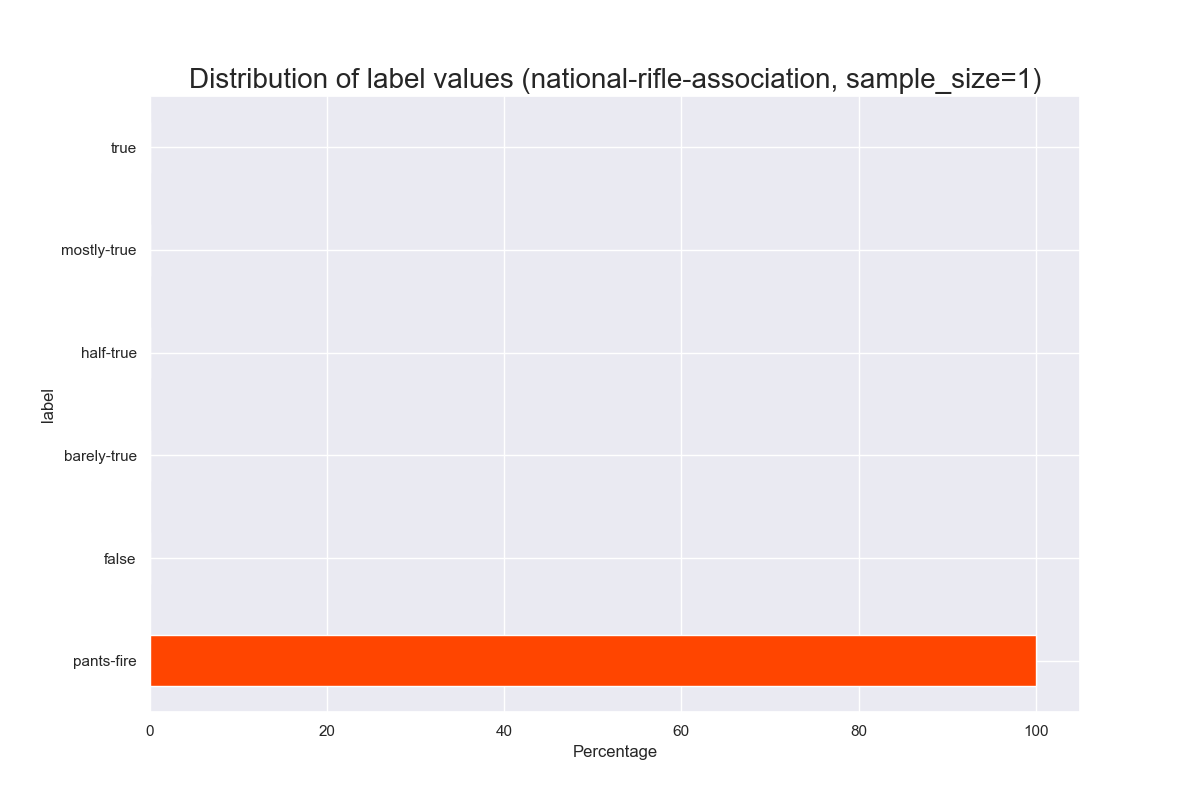 Distribution of label values (national-rifle-association, sample_size=1)
true
mostly-true
half-true
label
barely-true
false
pants-fire
0 20 40 60 80 100
Percentage